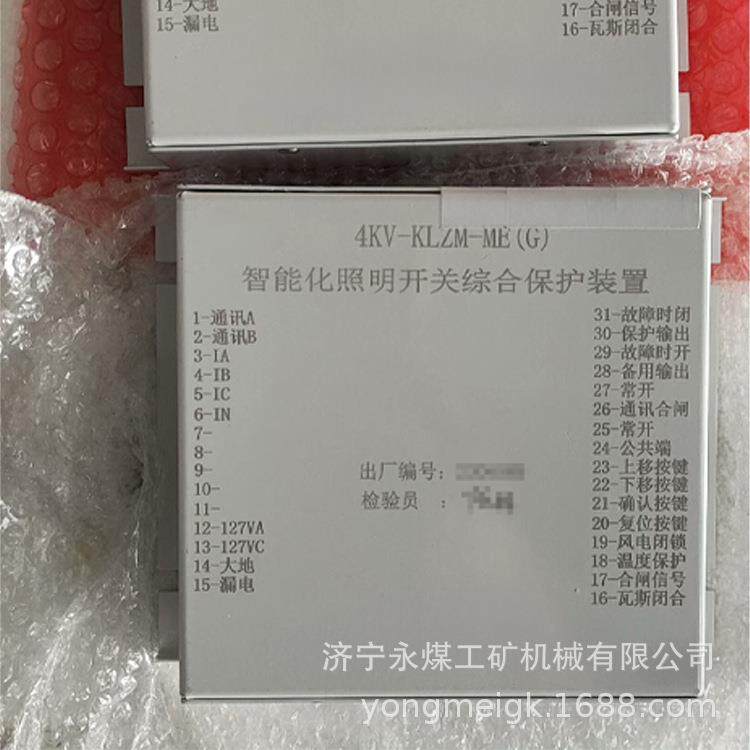 14-大地
15-漏电
17-合闸信号
16-瓦斯闭合
4KV-KLZM-ME(G)
智能化照明开关综合保护装置
1-通讯A
2-通讯B
3-IA
4-IB
5-IC
6-IN
7-
8-
9-
10-
11-
12-127VA
13-127VC
14-大地
15-漏电
出厂编号:
检验员 :
31-故障时闭
30-保护输出
29-故障时开
28-备用输出
27-常开
26-通讯合闸
25-常开
24-公共端
23-上移按键
22-下移按键
21-确认按键
20-复位按键
19-风电闭锁
18-温度保护
17-合闸信号
16-瓦斯闭合
济宁永煤工矿机械有限公司
yongmeigk.1688.com